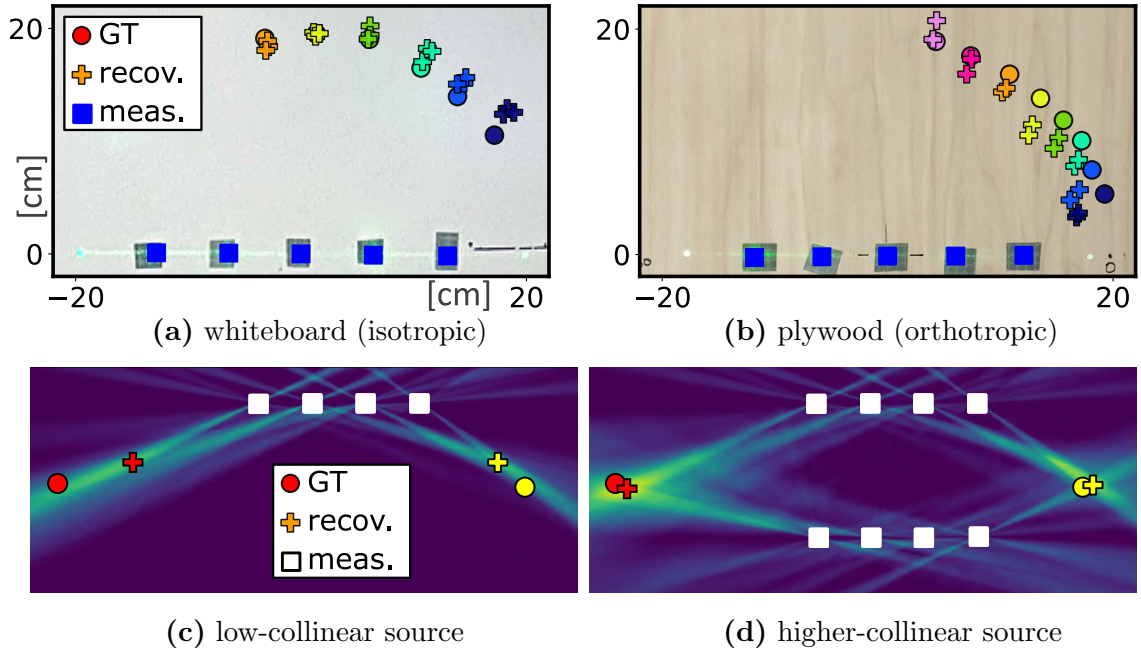 20
GT
recov.
meas.
[cm]
0
−20
[cm]
20
(a) whiteboard (isotropic)
20
0
−20
20
(b) plywood (orthotropic)
GT
recov.
meas.
(c) low-collinear source
(d) higher-collinear source